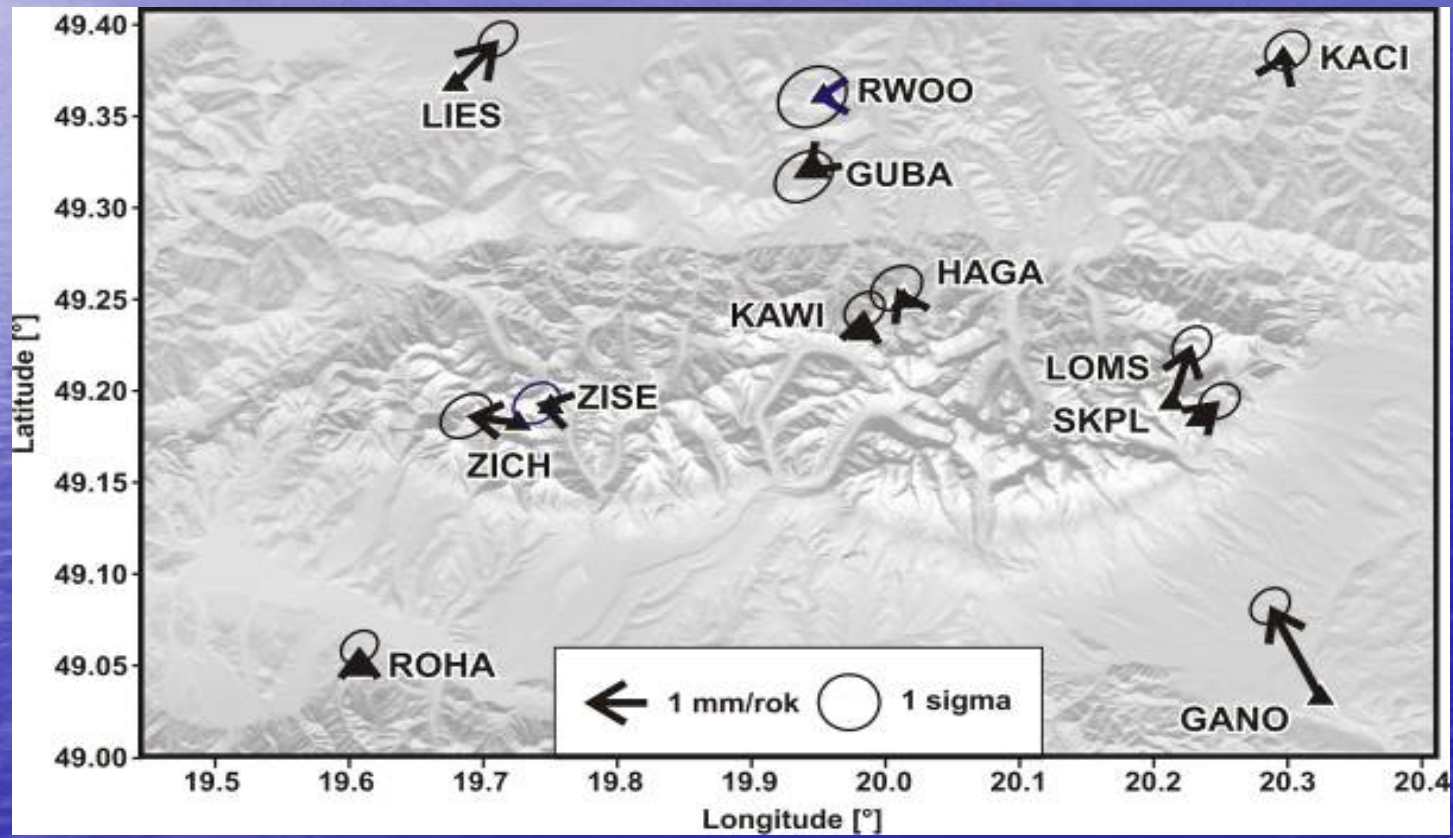 49.40
49.35
49.30
49.25
49.20
49.15
49.10
49.05
49.00
Latitude [°]
LIES
RWOO
KACI
GUBA
HAGA
KAWI
LOMS
ZISE
SKPL
ZICH
ROHA
GANO
1 mm/rok
1 sigma
19.5 19.6 19.7 19.8 19.9 20.0 20.1 20.2 20.3 20.4
Longitude [°]